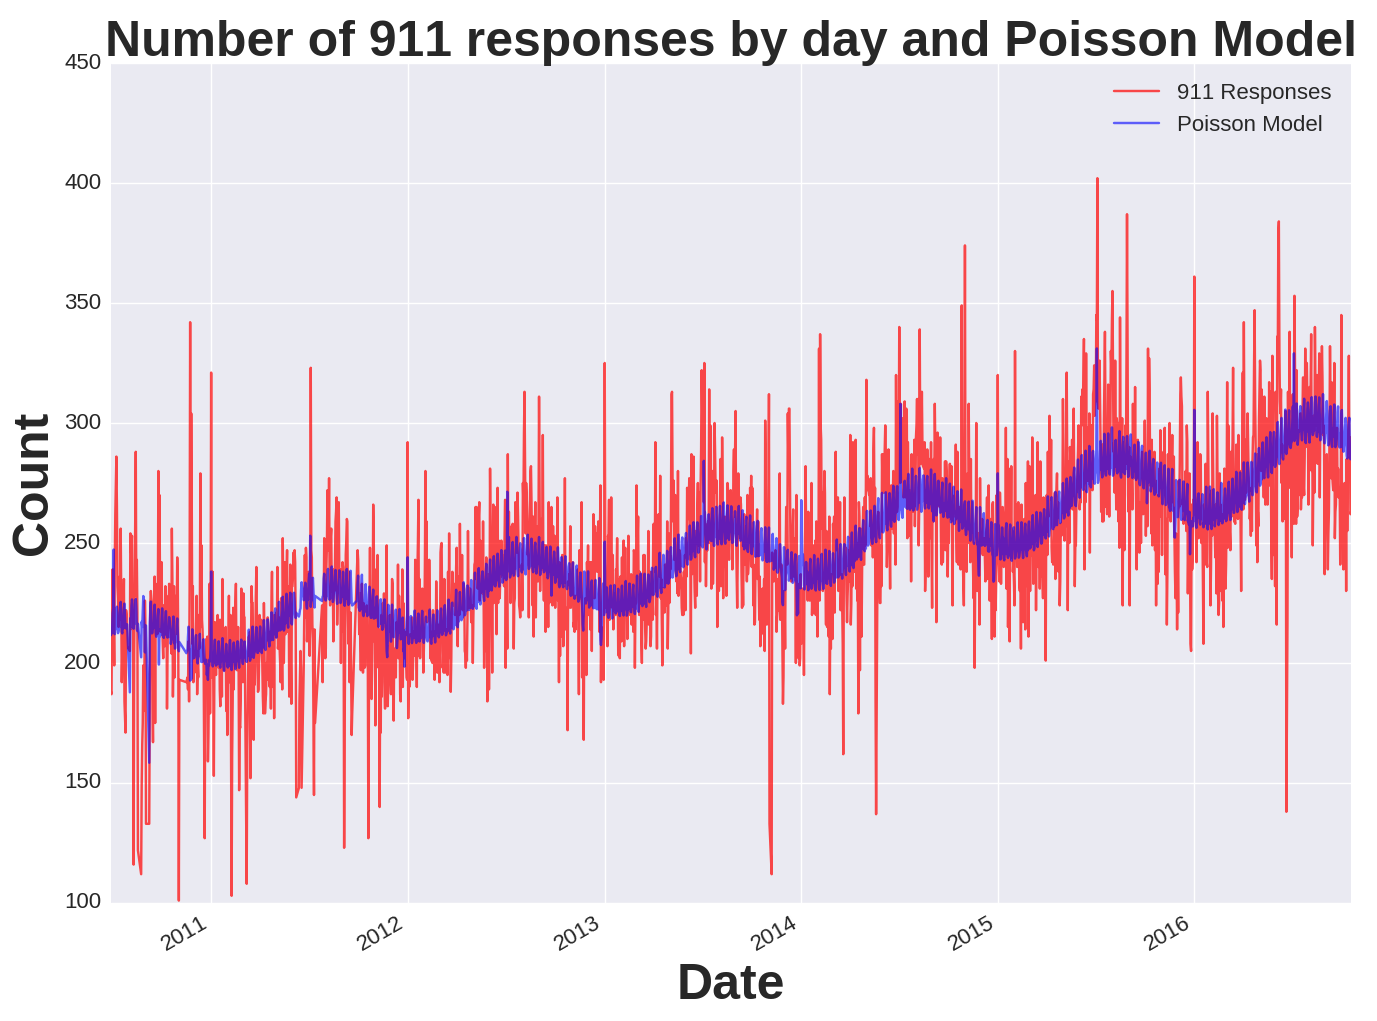 Number of 911 responses by day and Poisson Model
450
911 Responses
Poisson Model
400
350
300
250
200
150
100
Count
2011
2012
2013
2014
2015
2016
Date